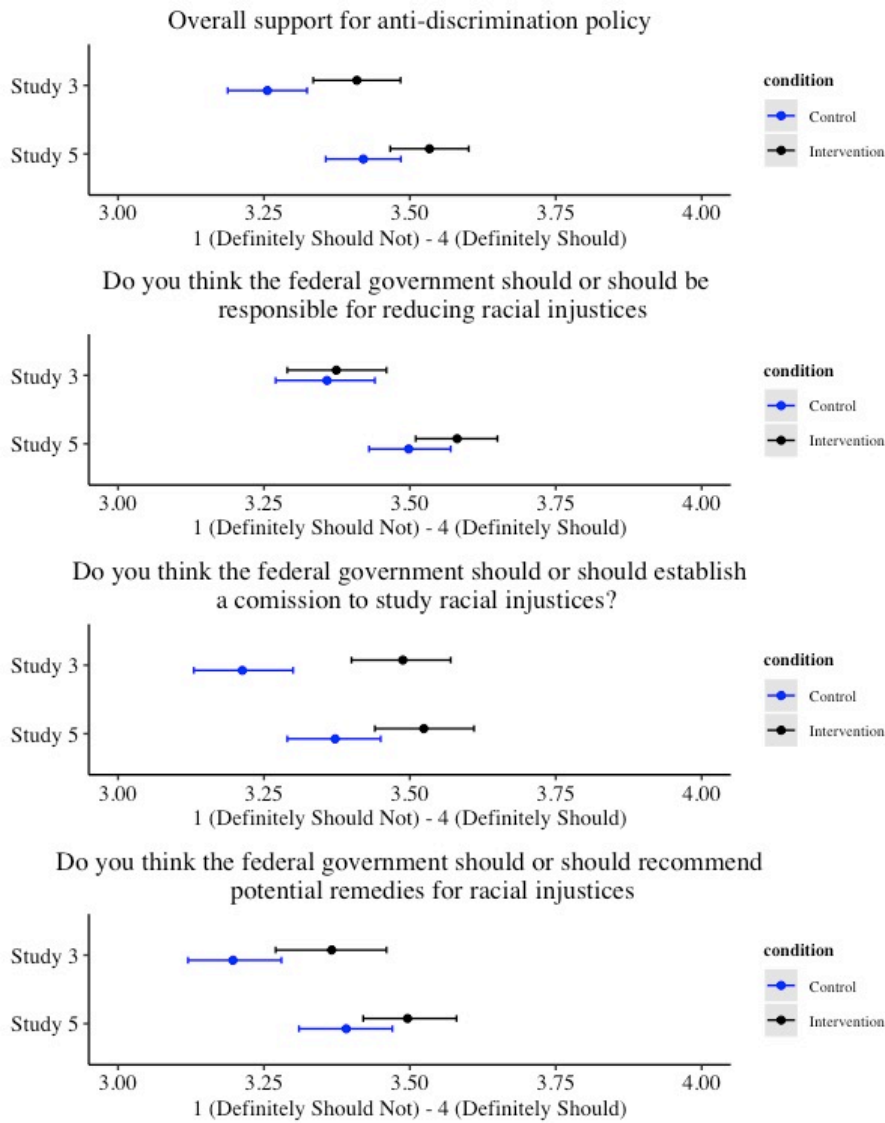 Overall support for anti-discrimination policy
Study 3
Study 5
condition
Control
Intervention
3.00 3.25 3.50 3.75 4.00
1 (Definitely Should Not) - 4 (Definitely Should)
Do you think the federal government should or should be
responsible for reducing racial injustices
Study 3
Study 5
condition
Control
Intervention
3.00 3.25 3.50 3.75 4.00
1 (Definitely Should Not) - 4 (Definitely Should)
Do you think the federal government should or should establish
a comission to study racial injustices?
Study 3
Study 5
condition
Control
Intervention
3.00 3.25 3.50 3.75 4.00
1 (Definitely Should Not) - 4 (Definitely Should)
Do you think the federal government should or should recommend
potential remedies for racial injustices
Study 3
Study 5
condition
Control
Intervention
3.00 3.25 3.50 3.75 4.00
1 (Definitely Should Not) - 4 (Definitely Should)